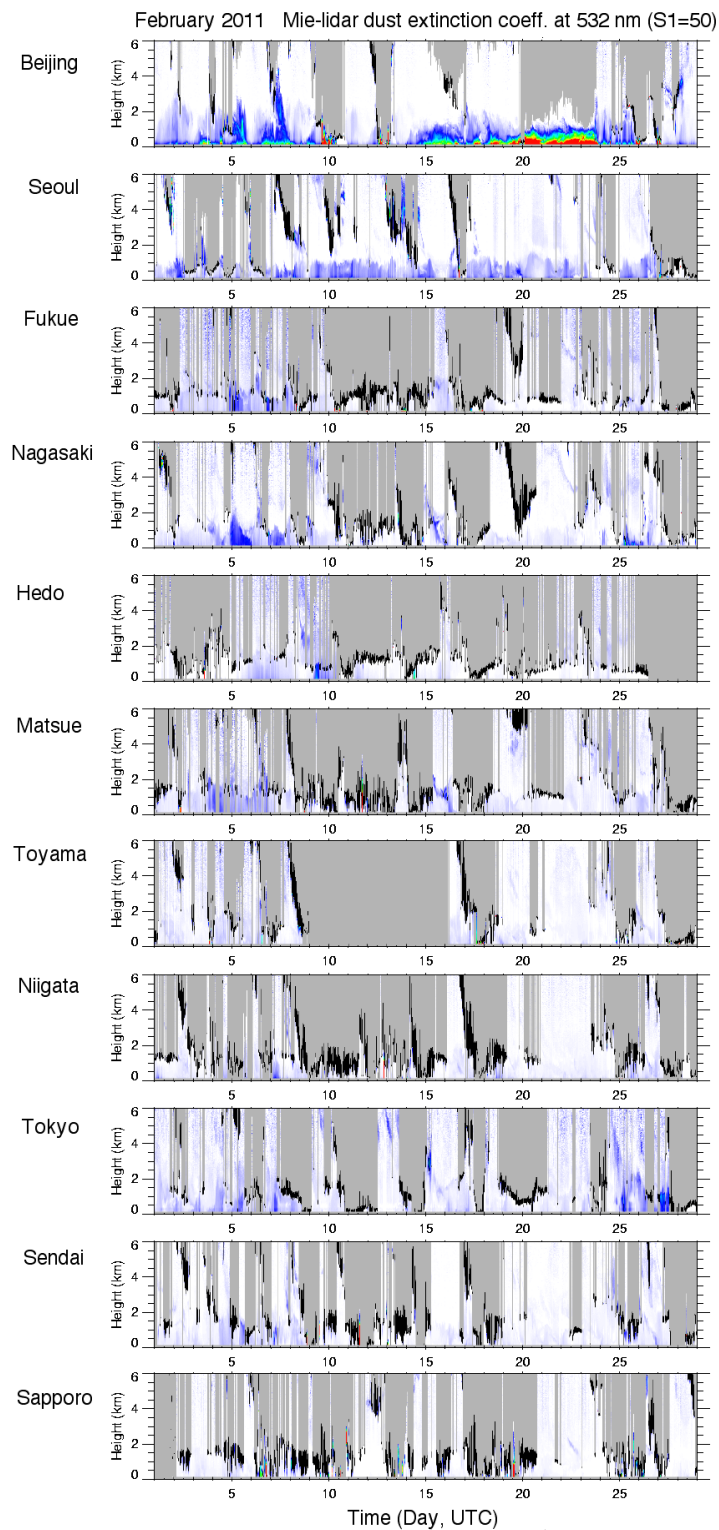 February 2011 Mie-lidar dust extinction coeff. at 532 nm (S1=50)
Beijing
Height (km)
6
4
2
0
5 10 15 20 25
Seoul
Height (km)
6
4
2
0
5 10 15 20 25
Fukue
Height (km)
6
4
2
0
5 10 15 20 25
Nagasaki
Height (km)
6
4
2
0
5 10 15 20 25
Hedo
Height (km)
6
4
2
0
5 10 15 20 25
Matsue
Height (km)
6
4
2
0
5 10 15 20 25
Toyama
Height (km)
6
4
2
0
5 10 15 20 25
Niigata
Height (km)
6
4
2
0
5 10 15 20 25
Tokyo
Height (km)
6
4
2
0
5 10 15 20 25
Sendai
Height (km)
6
4
2
0
5 10 15 20 25
Sapporo
Height (km)
6
4
2
0
5 10 15 20 25
Time (Day, UTC)